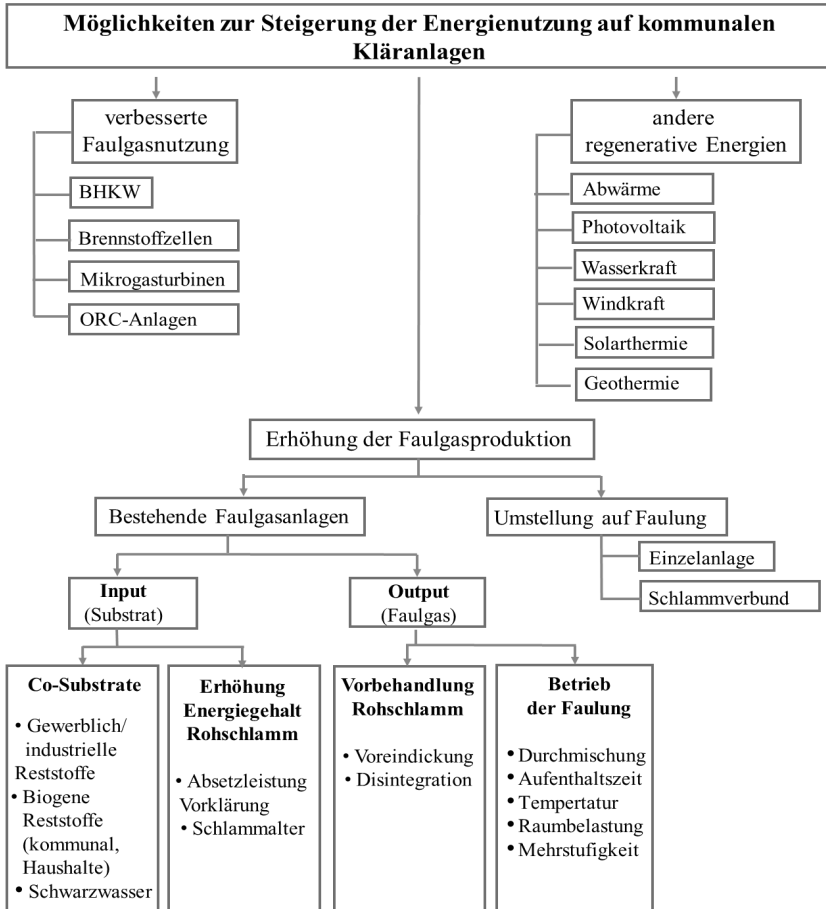 Möglichkeiten zur Steigerung der Energienutzung auf kommunalen
Kläranlagen
verbesserte
Faulgasnutzung
BHKW
Brennstoffzellen
Mikrogasturbinen
ORC-Anlagen
andere
regenerative Energien
Abwärme
Photovoltaik
Wasserkraft
Windkraft
Solarthermie
Geothermie
Erhöhung der Faulgasproduktion
Bestehende Faulgasanlagen
Umstellung auf Faulung
Einzelanlage
Schlammverbund
Input
(Substrat)
Output
(Faulgas)
Co-Substrate
• Gewerblich/
industrielle
Reststoffe
• Biogene
Reststoffe
(kommunal,
Haushalte)
• Schwarzwasser
Erhöhung
Energiegehalt
Rohschlamm
• Absetzleistung
Vorklärung
• Schlammalter
Vorbehandlung
Rohschlamm
• Voreindickung
• Disintegration
Betrieb
der Faulung
• Durchmischung
• Aufenthaltszeit
• Tempertatur
• Raumbelastung
• Mehrstufigkeit